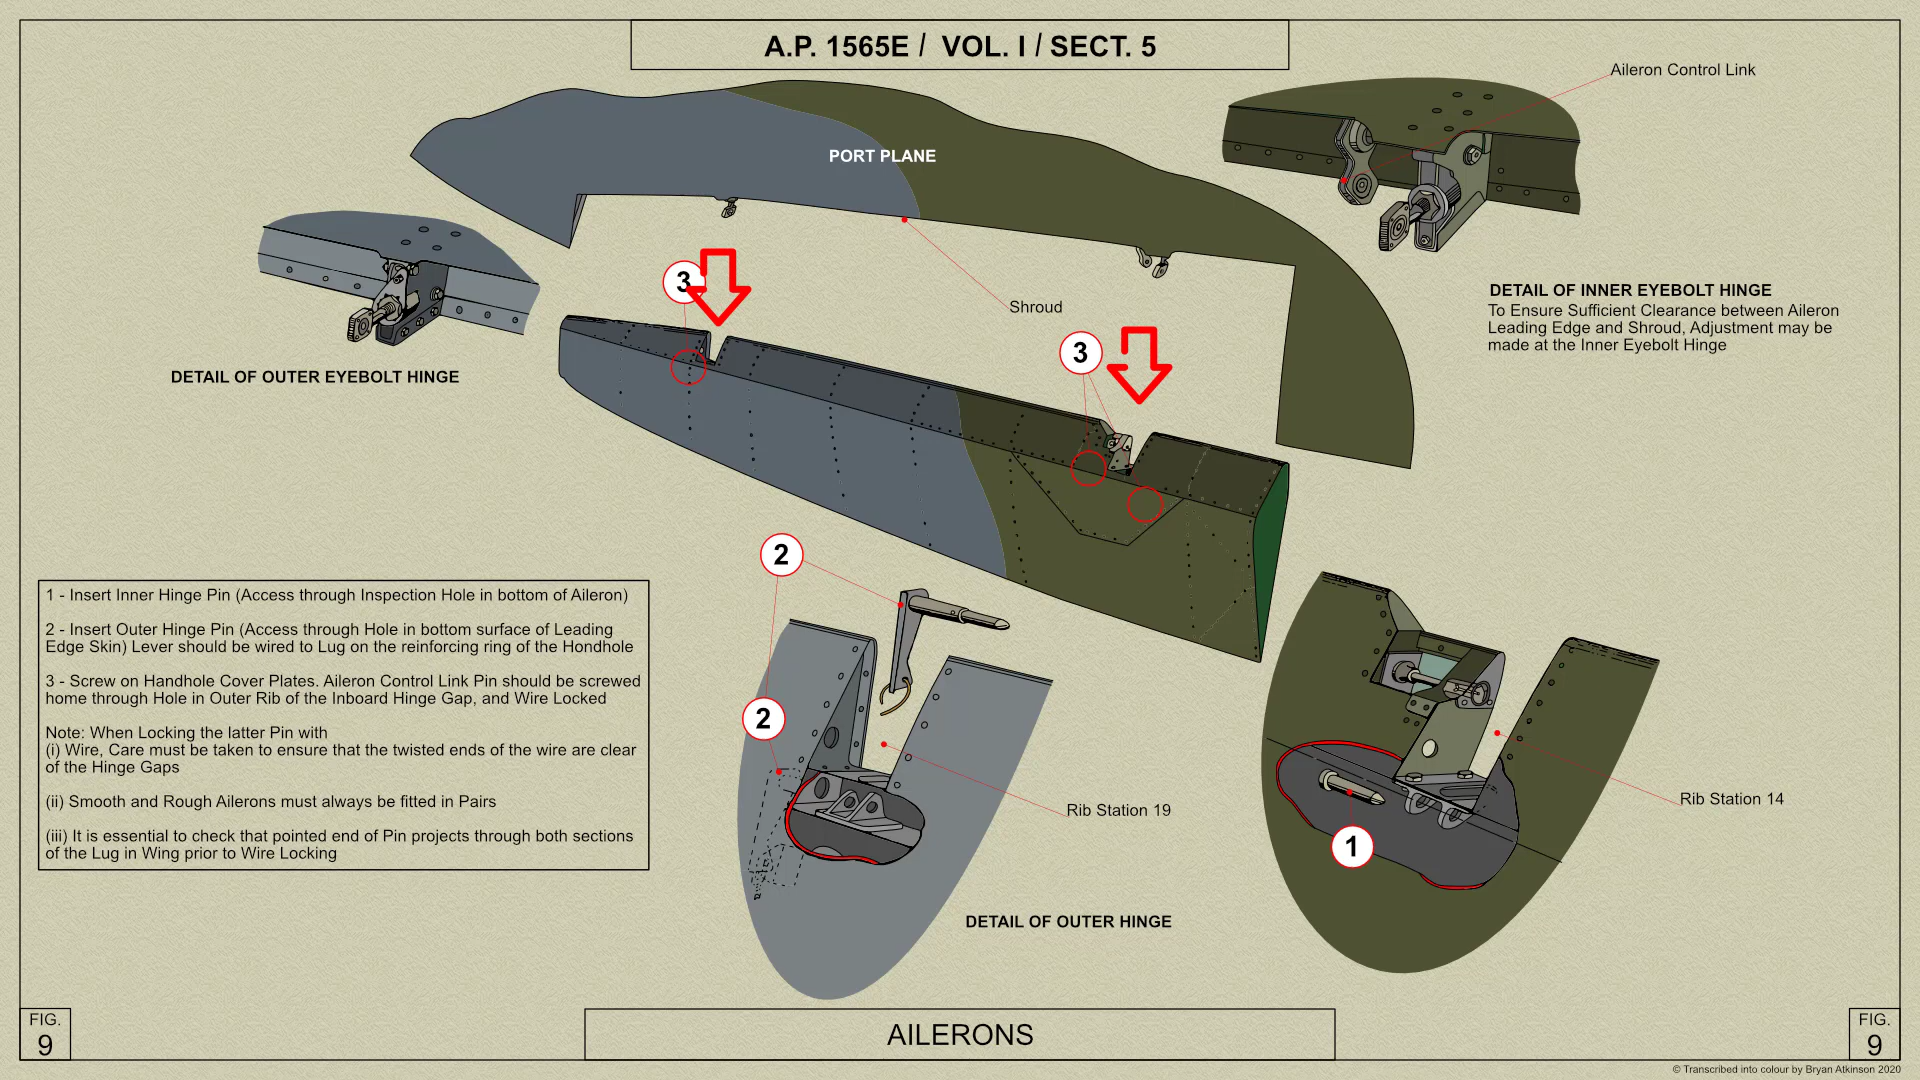 A.P. 1565E / VOL. I / SECT. 5
Aileron Control Link
PORT PLANE
3
Shroud
DETAIL OF INNER EYEBOLT HINGE
To Ensure Sufficient Clearance between Aileron
Leading Edge and Shroud, Adjustment may be
made at the Inner Eyebolt Hinge
3
DETAIL OF OUTER EYEBOLT HINGE
2
1 - Insert Inner Hinge Pin (Access through Inspection Hole in bottom of Aileron)
2 - Insert Outer Hinge Pin (Access through Hole in bottom surface of Leading
Edge Skin) Lever should be wired to Lug on the reinforcing ring of the Hondhole
3 - Screw on Handhole Cover Plates. Aileron Control Link Pin should be screwed
home through Hole in Outer Rib of the Inboard Hinge Gap, and Wire Locked
Note: When Locking the latter Pin with
(i) Wire, Care must be taken to ensure that the twisted ends of the wire are clear
of the Hinge Gaps
(ii) Smooth and Rough Ailerons must always be fitted in Pairs
(iii) It is essential to check that pointed end of Pin projects through both sections
of the Lug in Wing prior to Wire Locking
2
Rib Station 19
Rib Station 14
1
DETAIL OF OUTER HINGE
FIG.
9
AILERONS
FIG.
9
© Transcribed into colour by Bryan Atkinson 2020